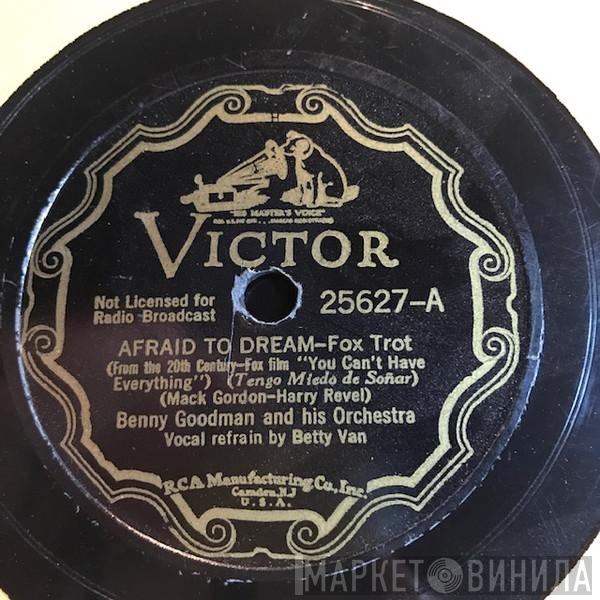 "HIS MASTER'S VOICE"
VICTOR
Not Licensed for
Radio Broadcast
25627-A
AFRAID TO DREAM-Fox Trot
(From the 20th Century-Fox film "You Can't Have
Everything") (Tengo Miedo de Soñar)
(Mack Gordon-Harry Revel)
Benny Goodman and his Orchestra
Vocal refrain by Betty Van
RCA Manufacturing Co., Inc.
Camden, N.J.
U.S.A.
МАРКЕТ ВИНИЛА